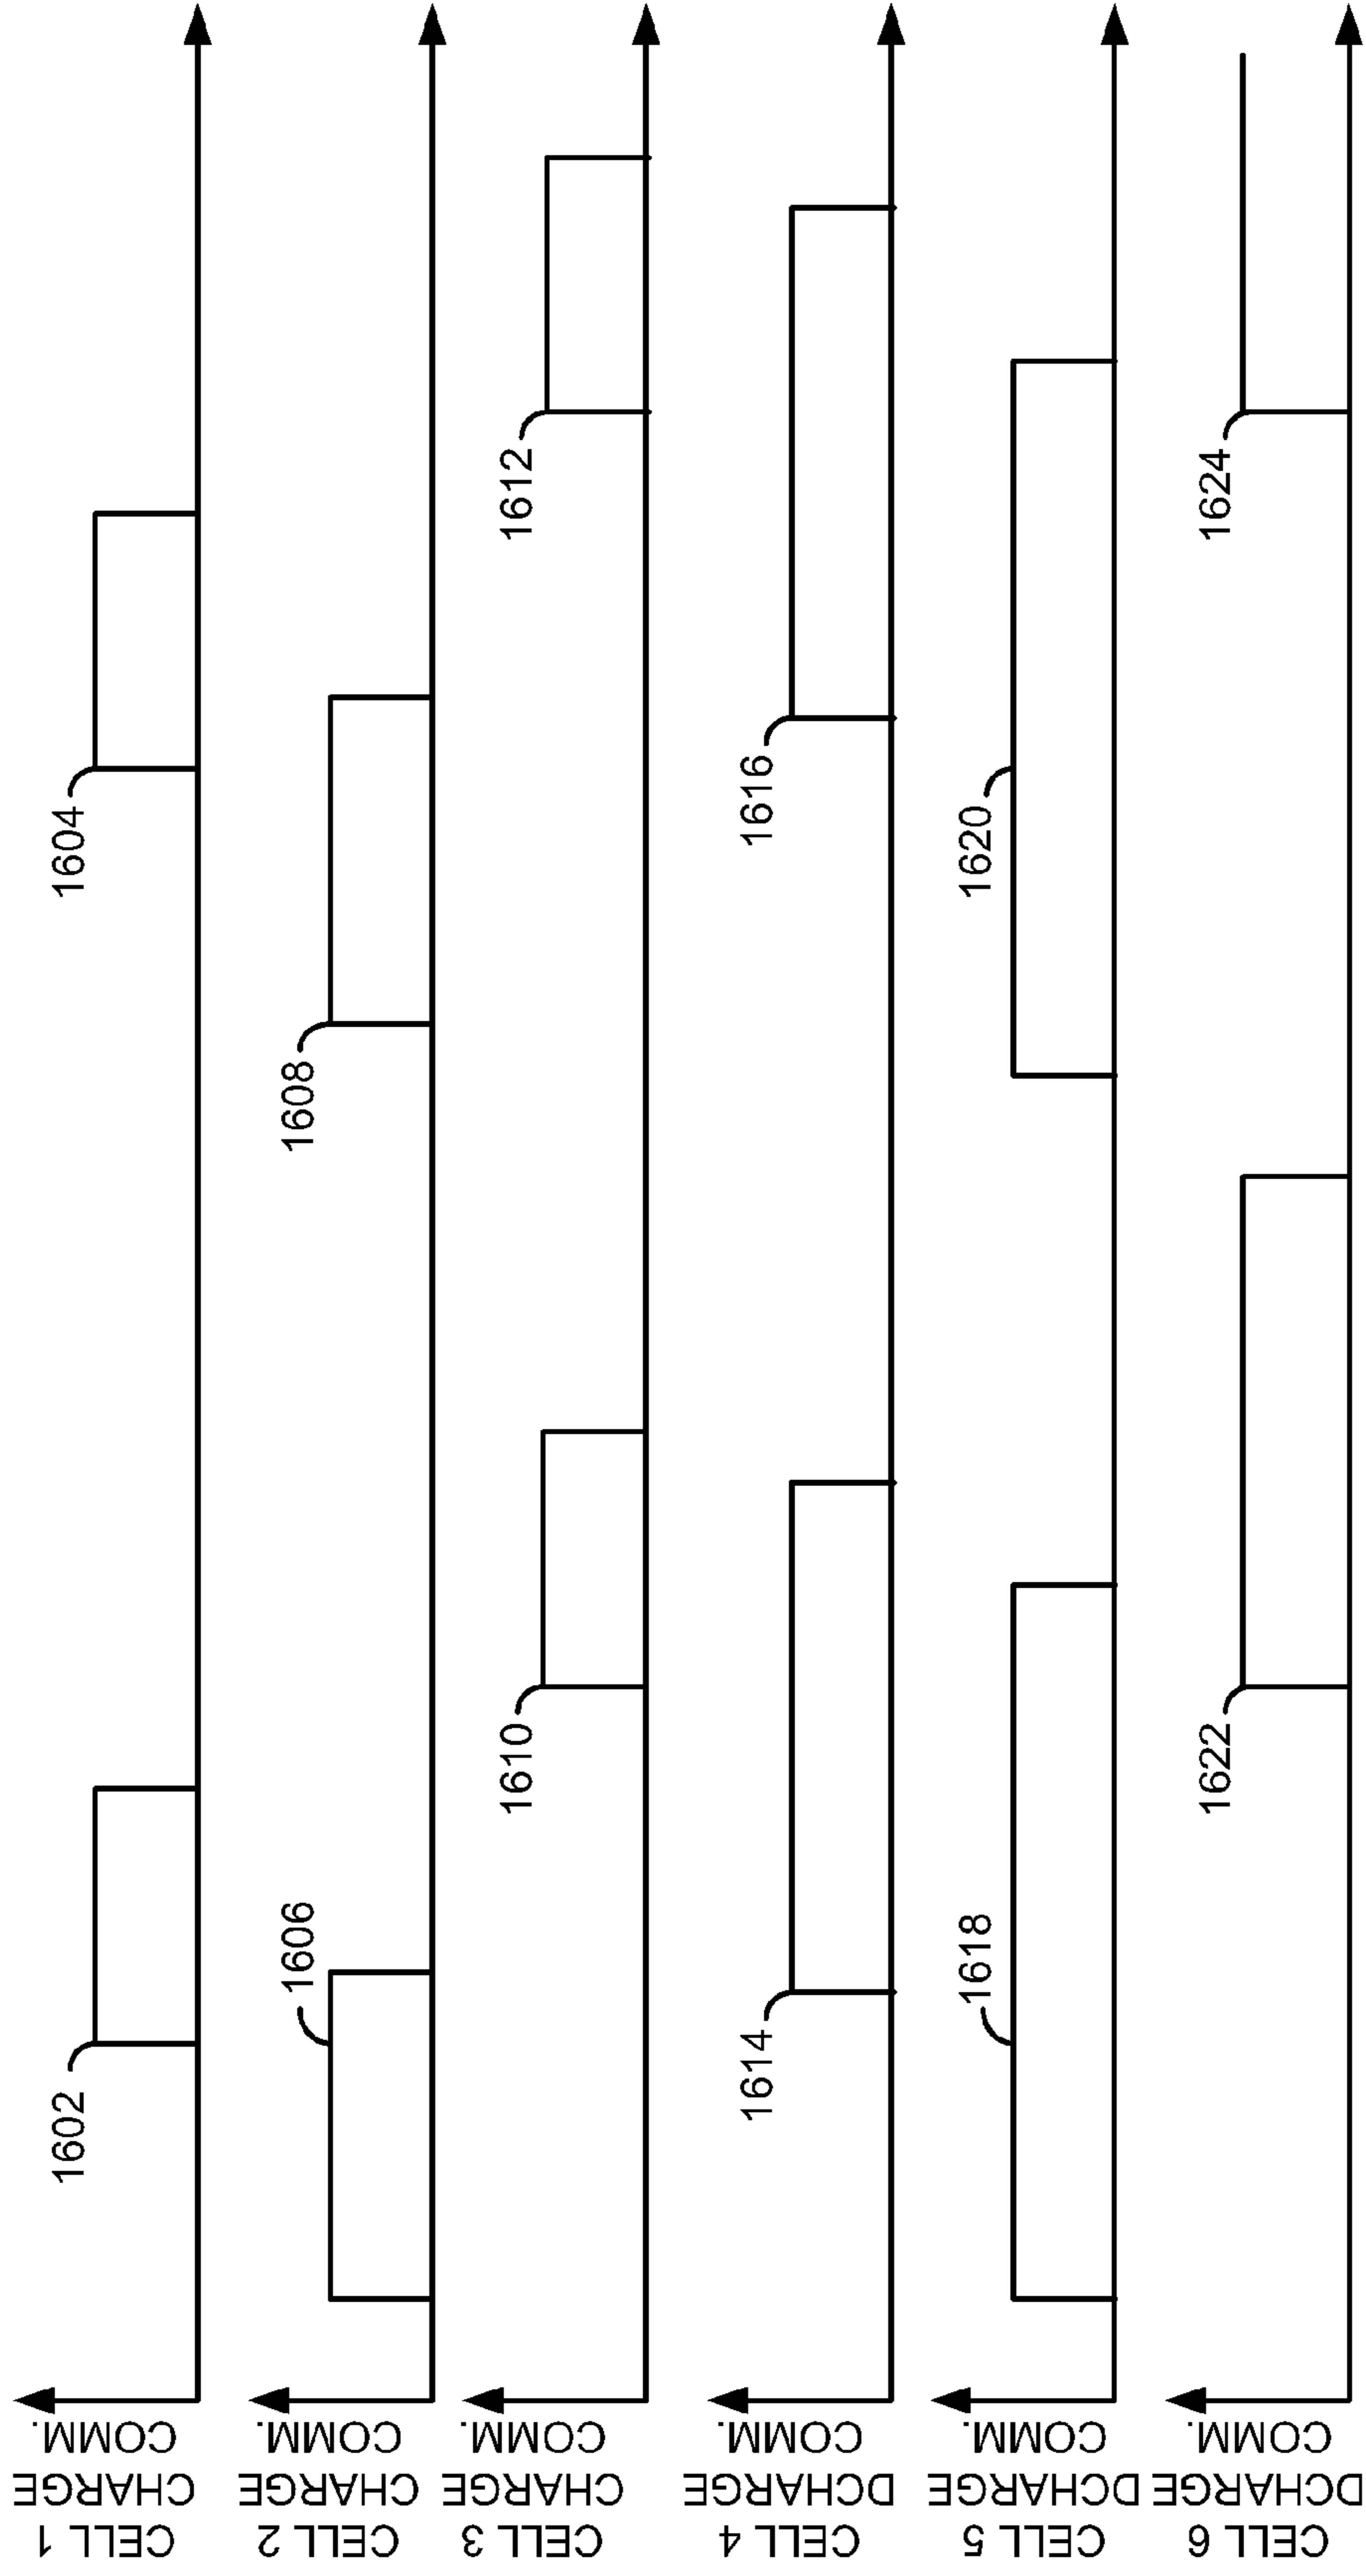 CELL 1
CHARGE
COMM.
1602
1604
CELL 2
CHARGE
COMM.
1606
1608
CELL 3
CHARGE
COMM.
1610
1612
CELL 4
DCHARGE
COMM.
1614
1616
CELL 5
DCHARGE
COMM.
1618
1620
CELL 6
DCHARGE
COMM.
1622
1624